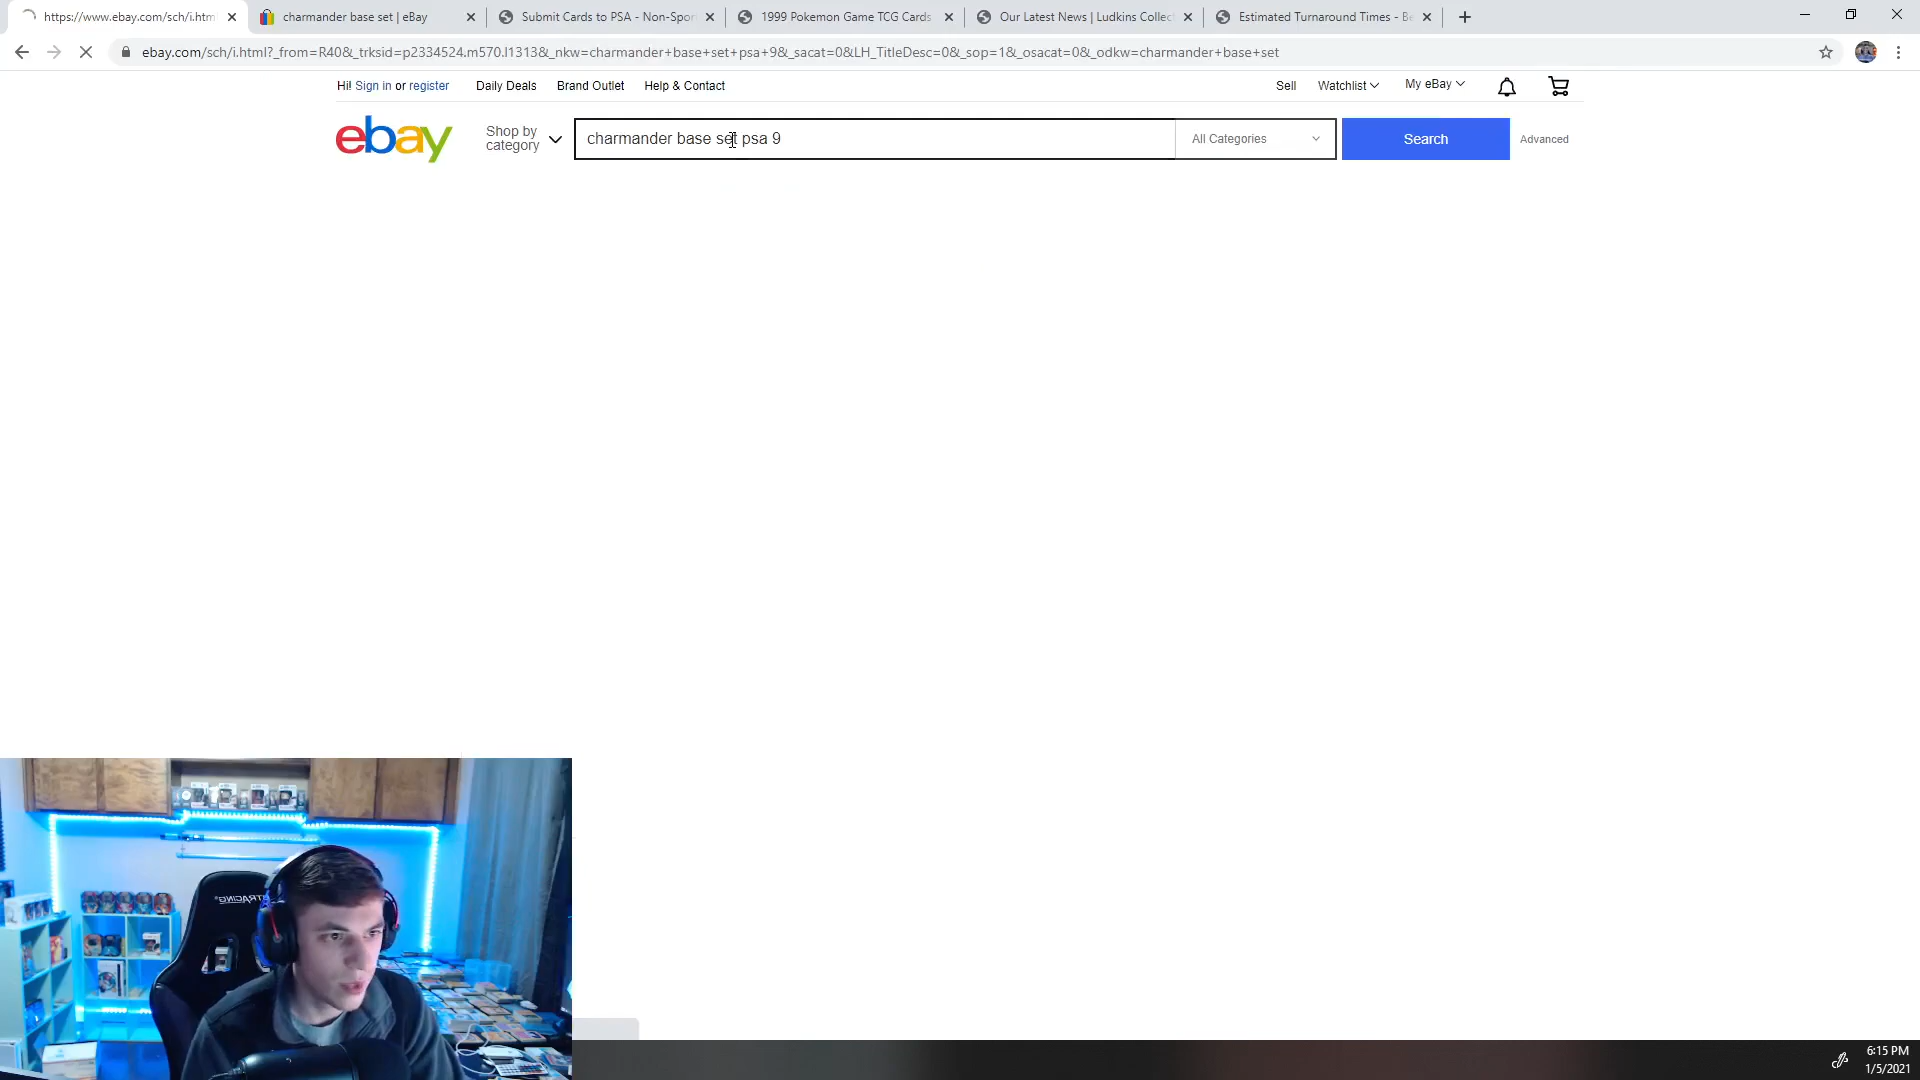 https://www.ebay.com/sch/i.htm
charmander base set | eBay
Submit Cards to PSA - Non-Spor
1999 Pokemon Game TCG Cards
Our Latest News | Ludkins Collec
Estimated Turnaround Times - Be
ebay.com/sch/i.html?_from=R40&_trksid=p2334524.m570.l1313&_nkw=charmander+base+set+psa+9&_sacat=0&LH_TitleDesc=0&_sop=1&_osacat=0&_odkw=charmander+base+set
Hi! Sign in or register
Daily Deals
Brand Outlet
Help & Contact
Sell
Watchlist
My eBay
ebay
Shop by
category
charmander base set psa 9
All Categories
Search
Advanced
6:15 PM
1/5/2021